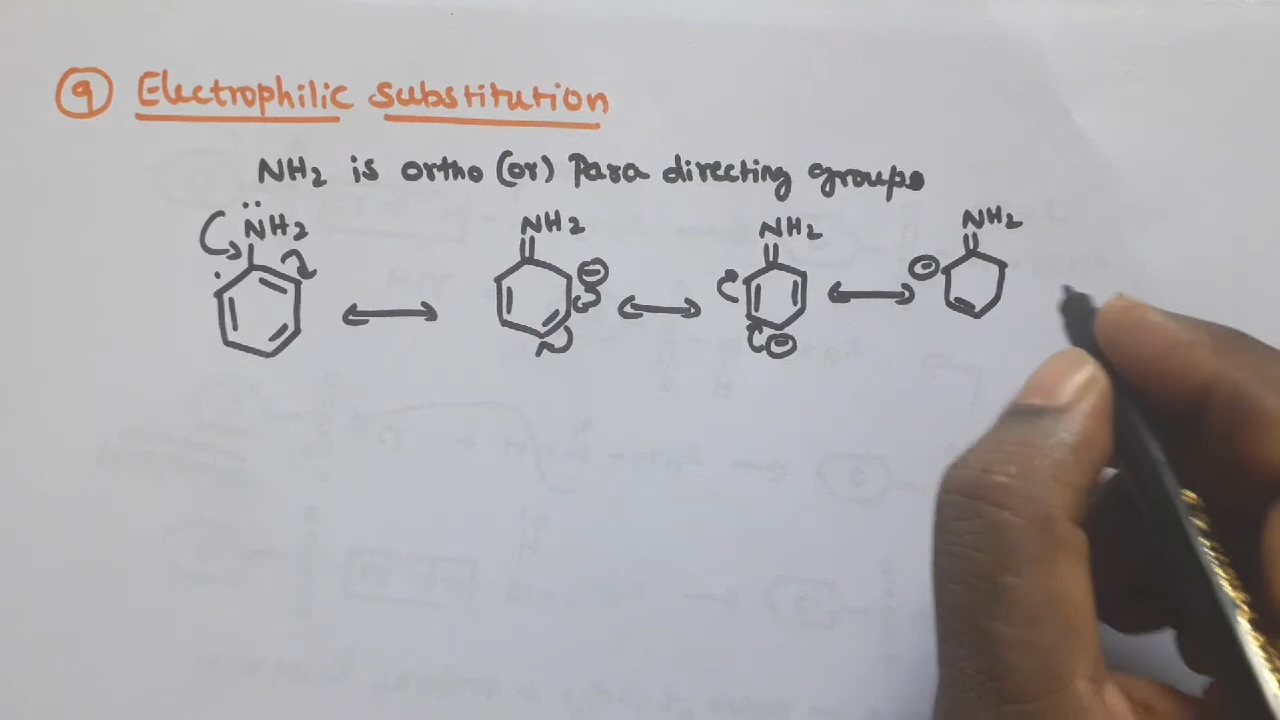 9 Electrophilic substitution
NH2 is ortho (or) Para directing groups
NH2 NH2 NH2 NH2